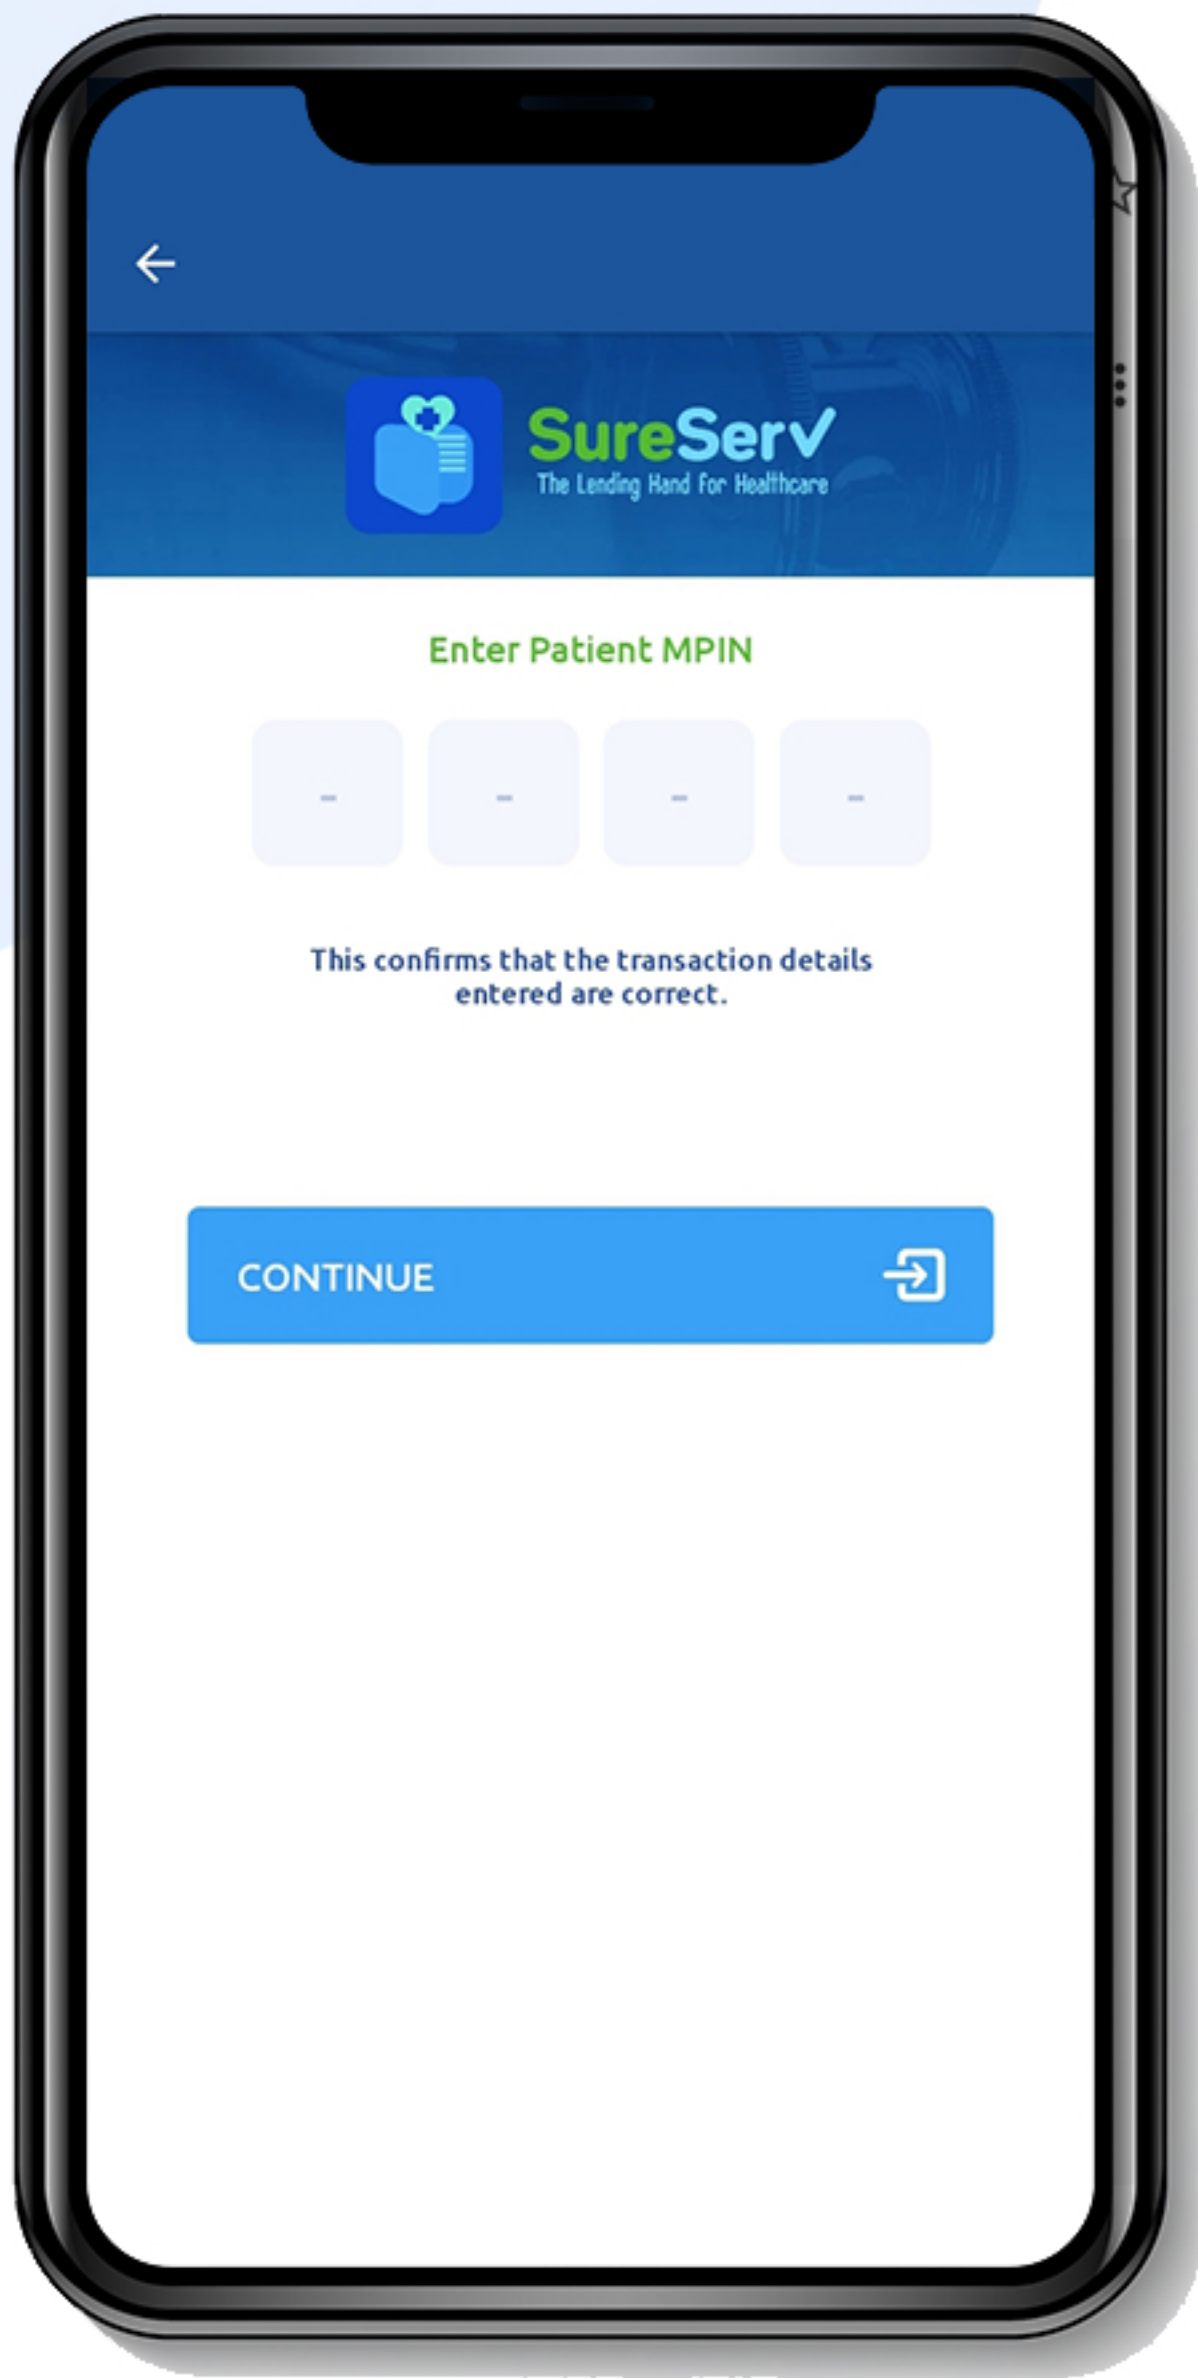 SureServ
The Lending Hand For Healthcare
Enter Patient MPIN
- - - -
This confirms that the transaction details
entered are correct.
CONTINUE